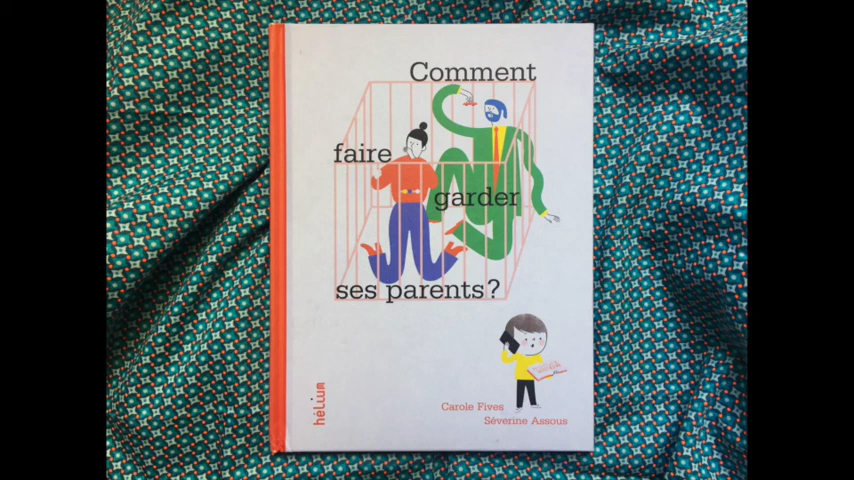 Comment
faire
garder
ses parents?
Carole Fives
Séverine Assous
hélium